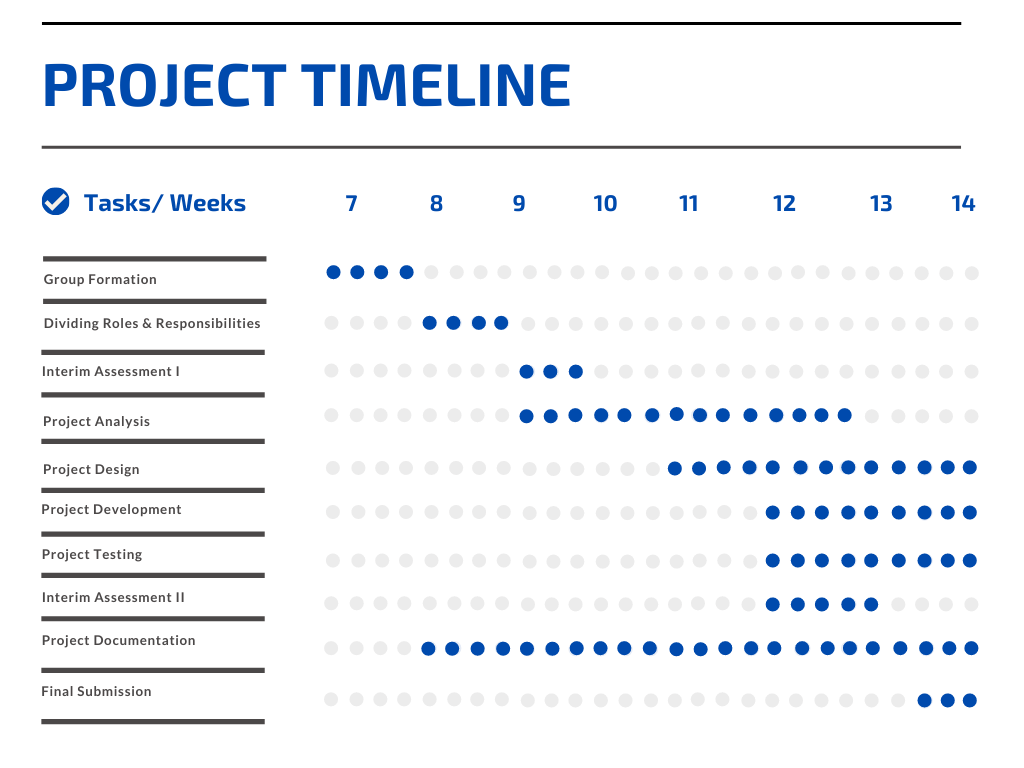 PROJECT TIMELINE
Tasks/ Weeks 7 8 9 10 11 12 13 14
Group Formation
Dividing Roles & Responsibilities
Interim Assessment I
Project Analysis
Project Design
Project Development
Project Testing
Interim Assessment II
Project Documentation
Final Submission